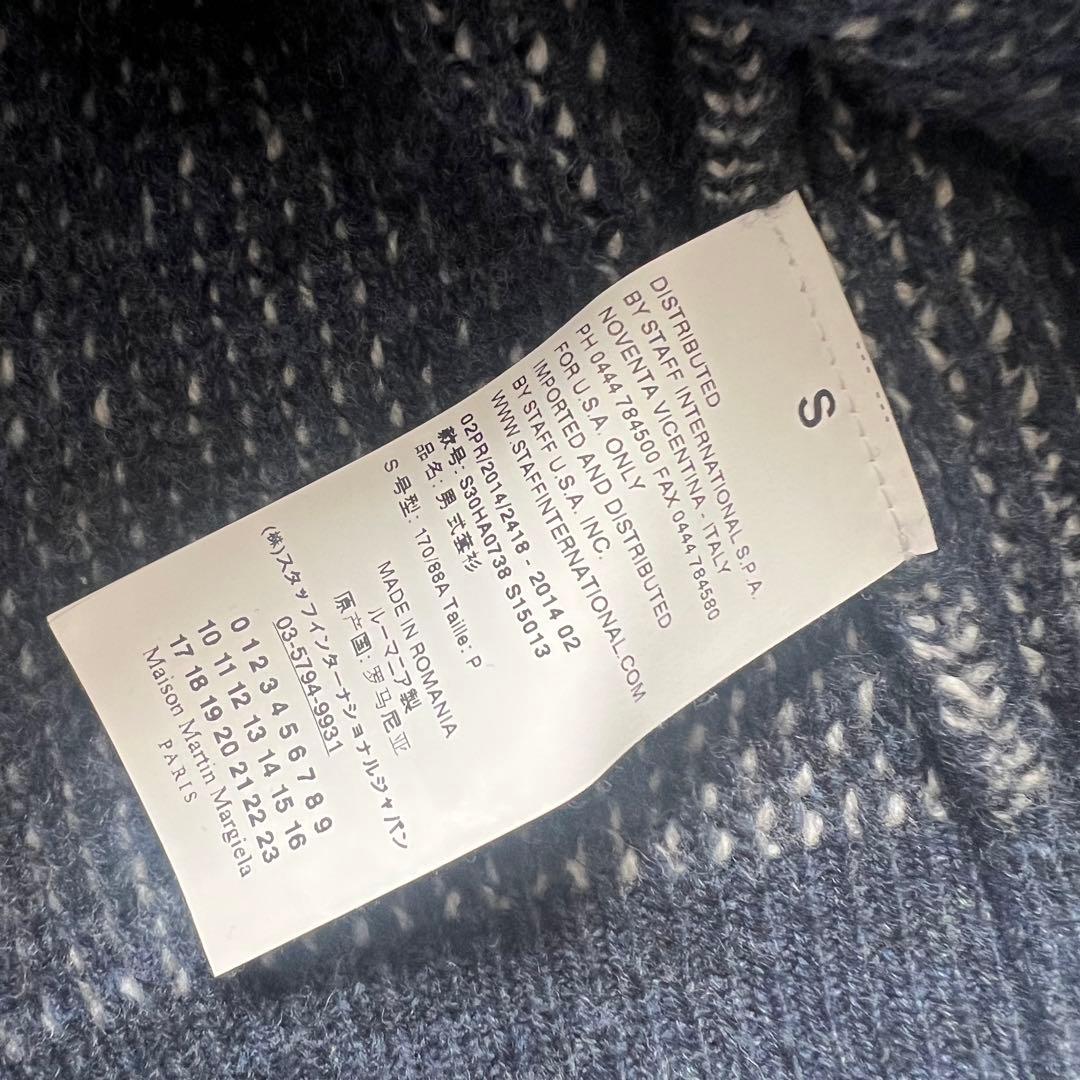 S
DISTRIBUTED
BY STAFF INTERNATIONAL S.P.A.
NOVENTA VICENTINA - ITALY
PH 0444 784500 FAX 0444 784580
FOR U.S.A. ONLY
IMPORTED AND DISTRIBUTED
BY STAFF U.S.A. INC.
WWW.STAFFINTERNATIONAL.COM
02PR/2014/2418 - 2014 02
款号: S30HA0738 S15013
品名: 男式薹衫
S 号型: 170/88A Taille: P
MADE IN ROMANIA
ルーマニア製
原产国: 罗马尼亚
(株)スタッフインターナショナルジャパン
03-5794-9931
0 1 2 3 4 5 6 7 8 9
10 11 12 13 14 15 16
17 18 19 20 21 22 23
Maison Martin Margiela
PARIS